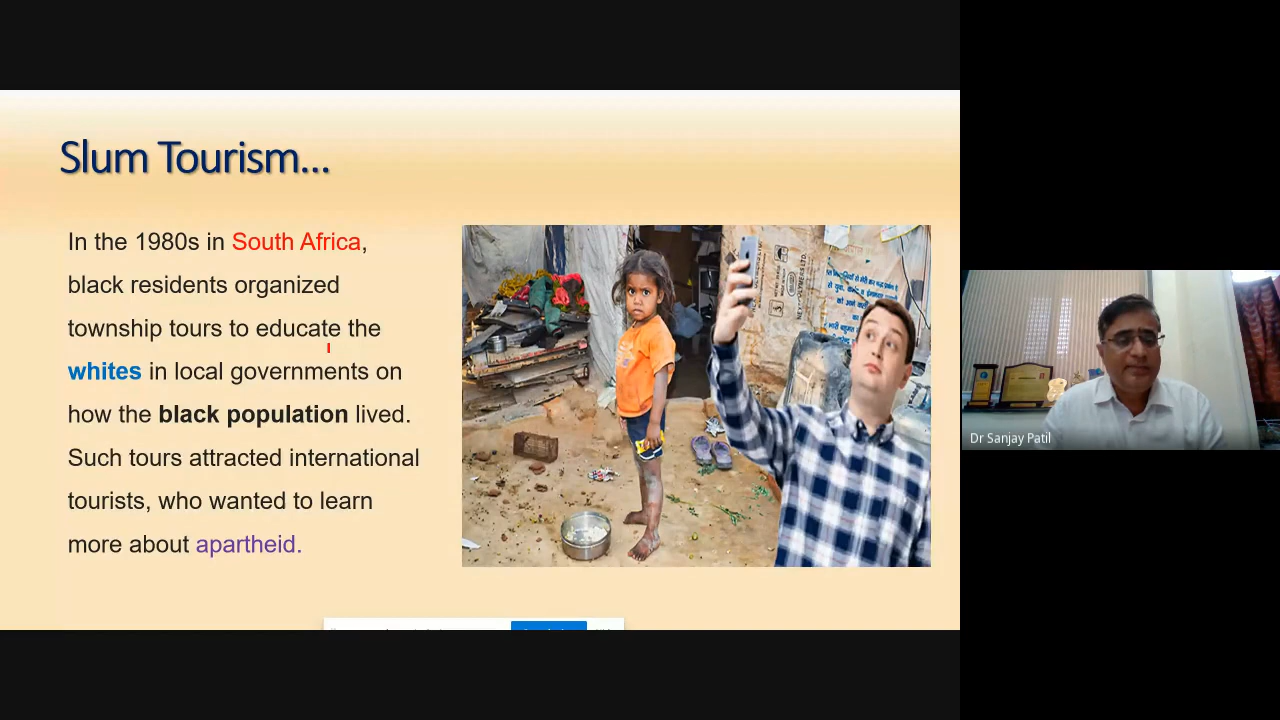 Slum Tourism...
In the 1980s in South Africa,
black residents organized
township tours to educate the
whites in local governments on
how the black population lived.
Such tours attracted international
tourists, who wanted to learn
more about apartheid.
Dr Sanjay Patil